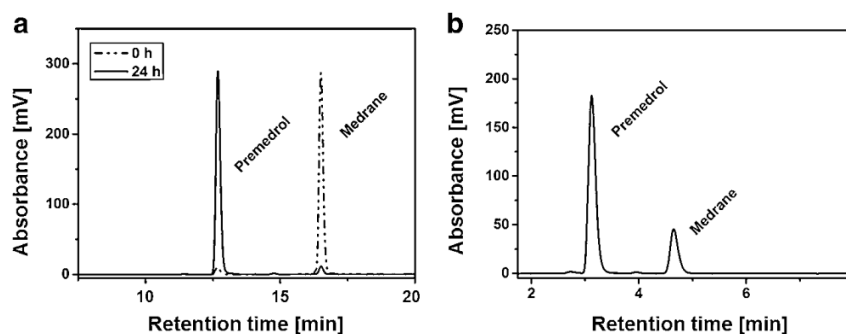 a
Absorbance [mV]
300
200
100
0
0 h
24 h
Premedrol
Medrane
10
15
20
Retention time [min]
b
Absorbance [mV]
250
200
150
100
50
0
Premedrol
Medrane
2
4
6
Retention time [min]